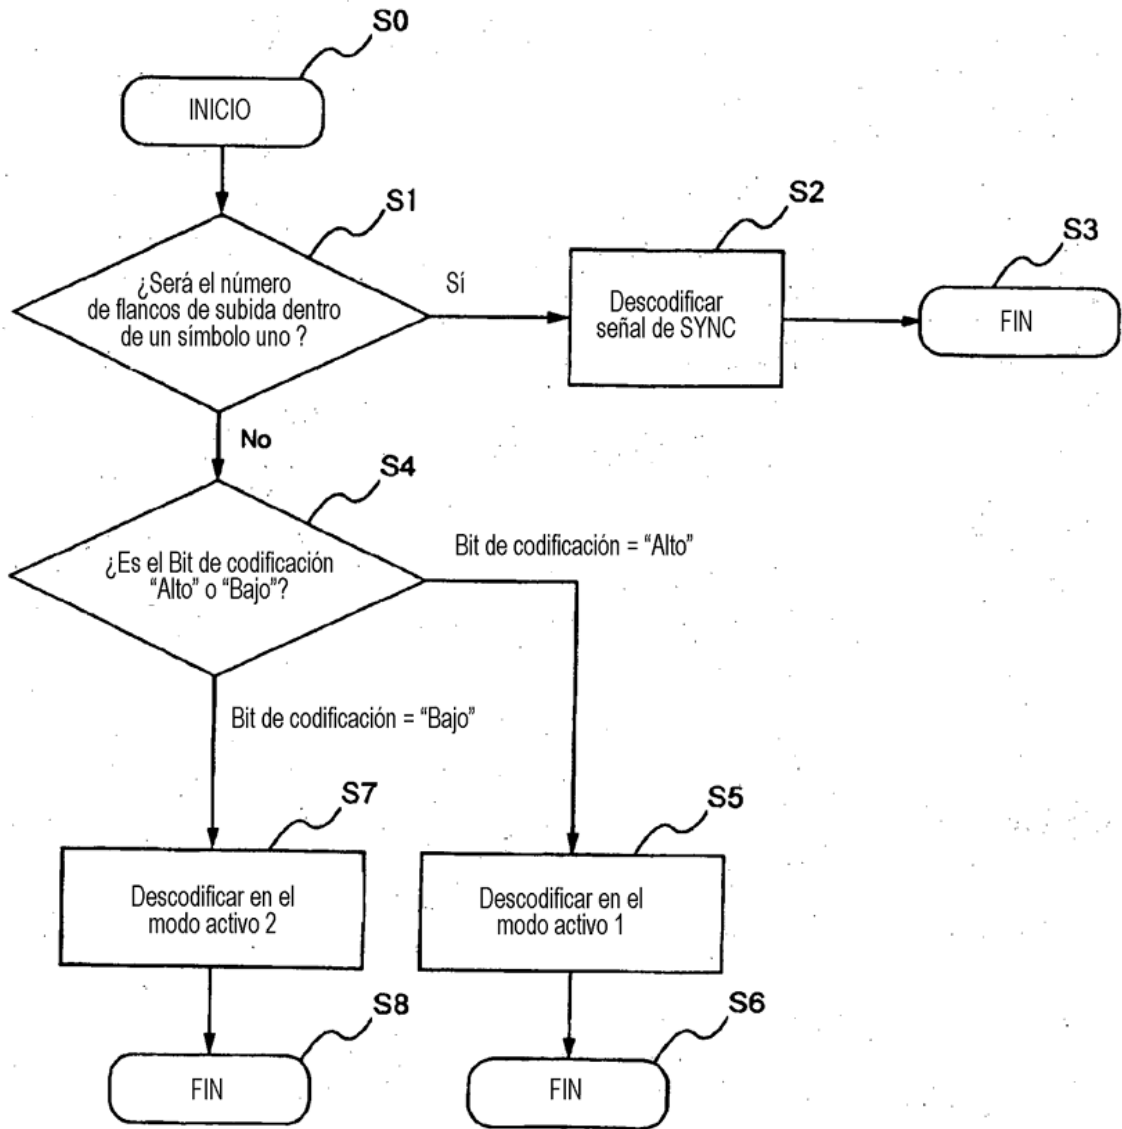 S0
INICIO
S1
¿Será el número
de flancos de subida dentro
de un símbolo uno ?
Sí
S2
Descodificar
señal de SYNC
S3
FIN
No
S4
¿Es el Bit de codificación
“Alto” o “Bajo”?
Bit de codificación = “Alto”
Bit de codificación = “Bajo”
S7
Descodificar en el
modo activo 2
S5
Descodificar en el
modo activo 1
S8
FIN
S6
FIN